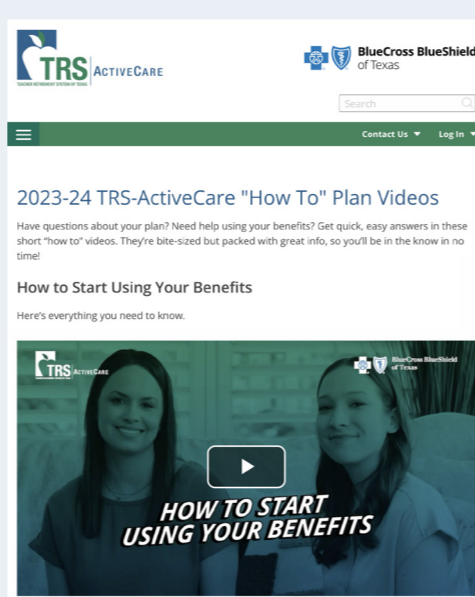 TRS ACTIVECARE
TEACHER RETIREMENT SYSTEM OF TEXAS
BlueCross BlueShield
of Texas
Search
Contact Us
Log In
2023-24 TRS-ActiveCare "How To" Plan Videos
Have questions about your plan? Need help using your benefits? Get quick, easy answers in these
short “how to” videos. They’re bite-sized but packed with great info, so you’ll be in the know in no
time!
How to Start Using Your Benefits
Here’s everything you need to know.
TRS ACTIVECARE
BlueCross BlueShield
of Texas
HOW TO START
USING YOUR BENEFITS